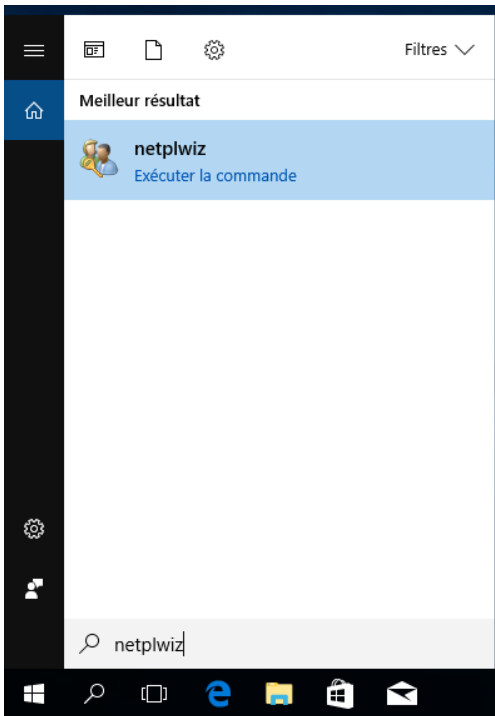 Filtres
Meilleur résultat
netplwiz
Exécuter la commande
netplwiz